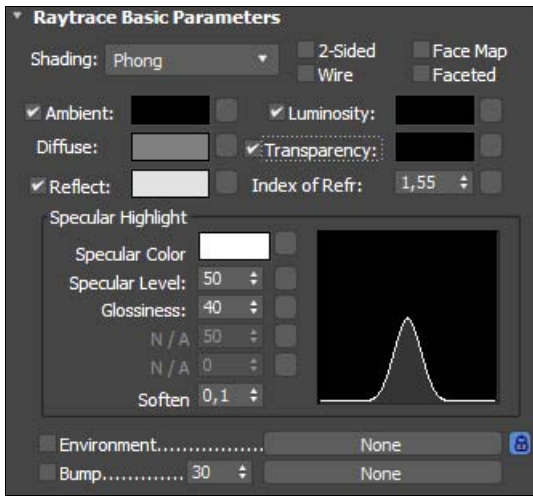 Raytrace Basic Parameters
Shading: Phong 2-Sided Face Map
Wire Faceted
Ambient: Luminosity:
Diffuse: Transparency:
Reflect: Index of Refr: 1,55
Specular Highlight
Specular Color
Specular Level: 50
Glossiness: 40
N / A 50
N / A 0
Soften 0,1
Environment................. None
Bump............. 30 None